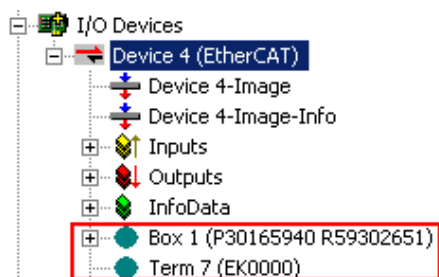 I/O Devices
Device 4 (EtherCAT)
Device 4-Image
Device 4-Image-Info
Inputs
Outputs
InfoData
Box 1 (P30165940 R59302651)
Term 7 (EK0000)